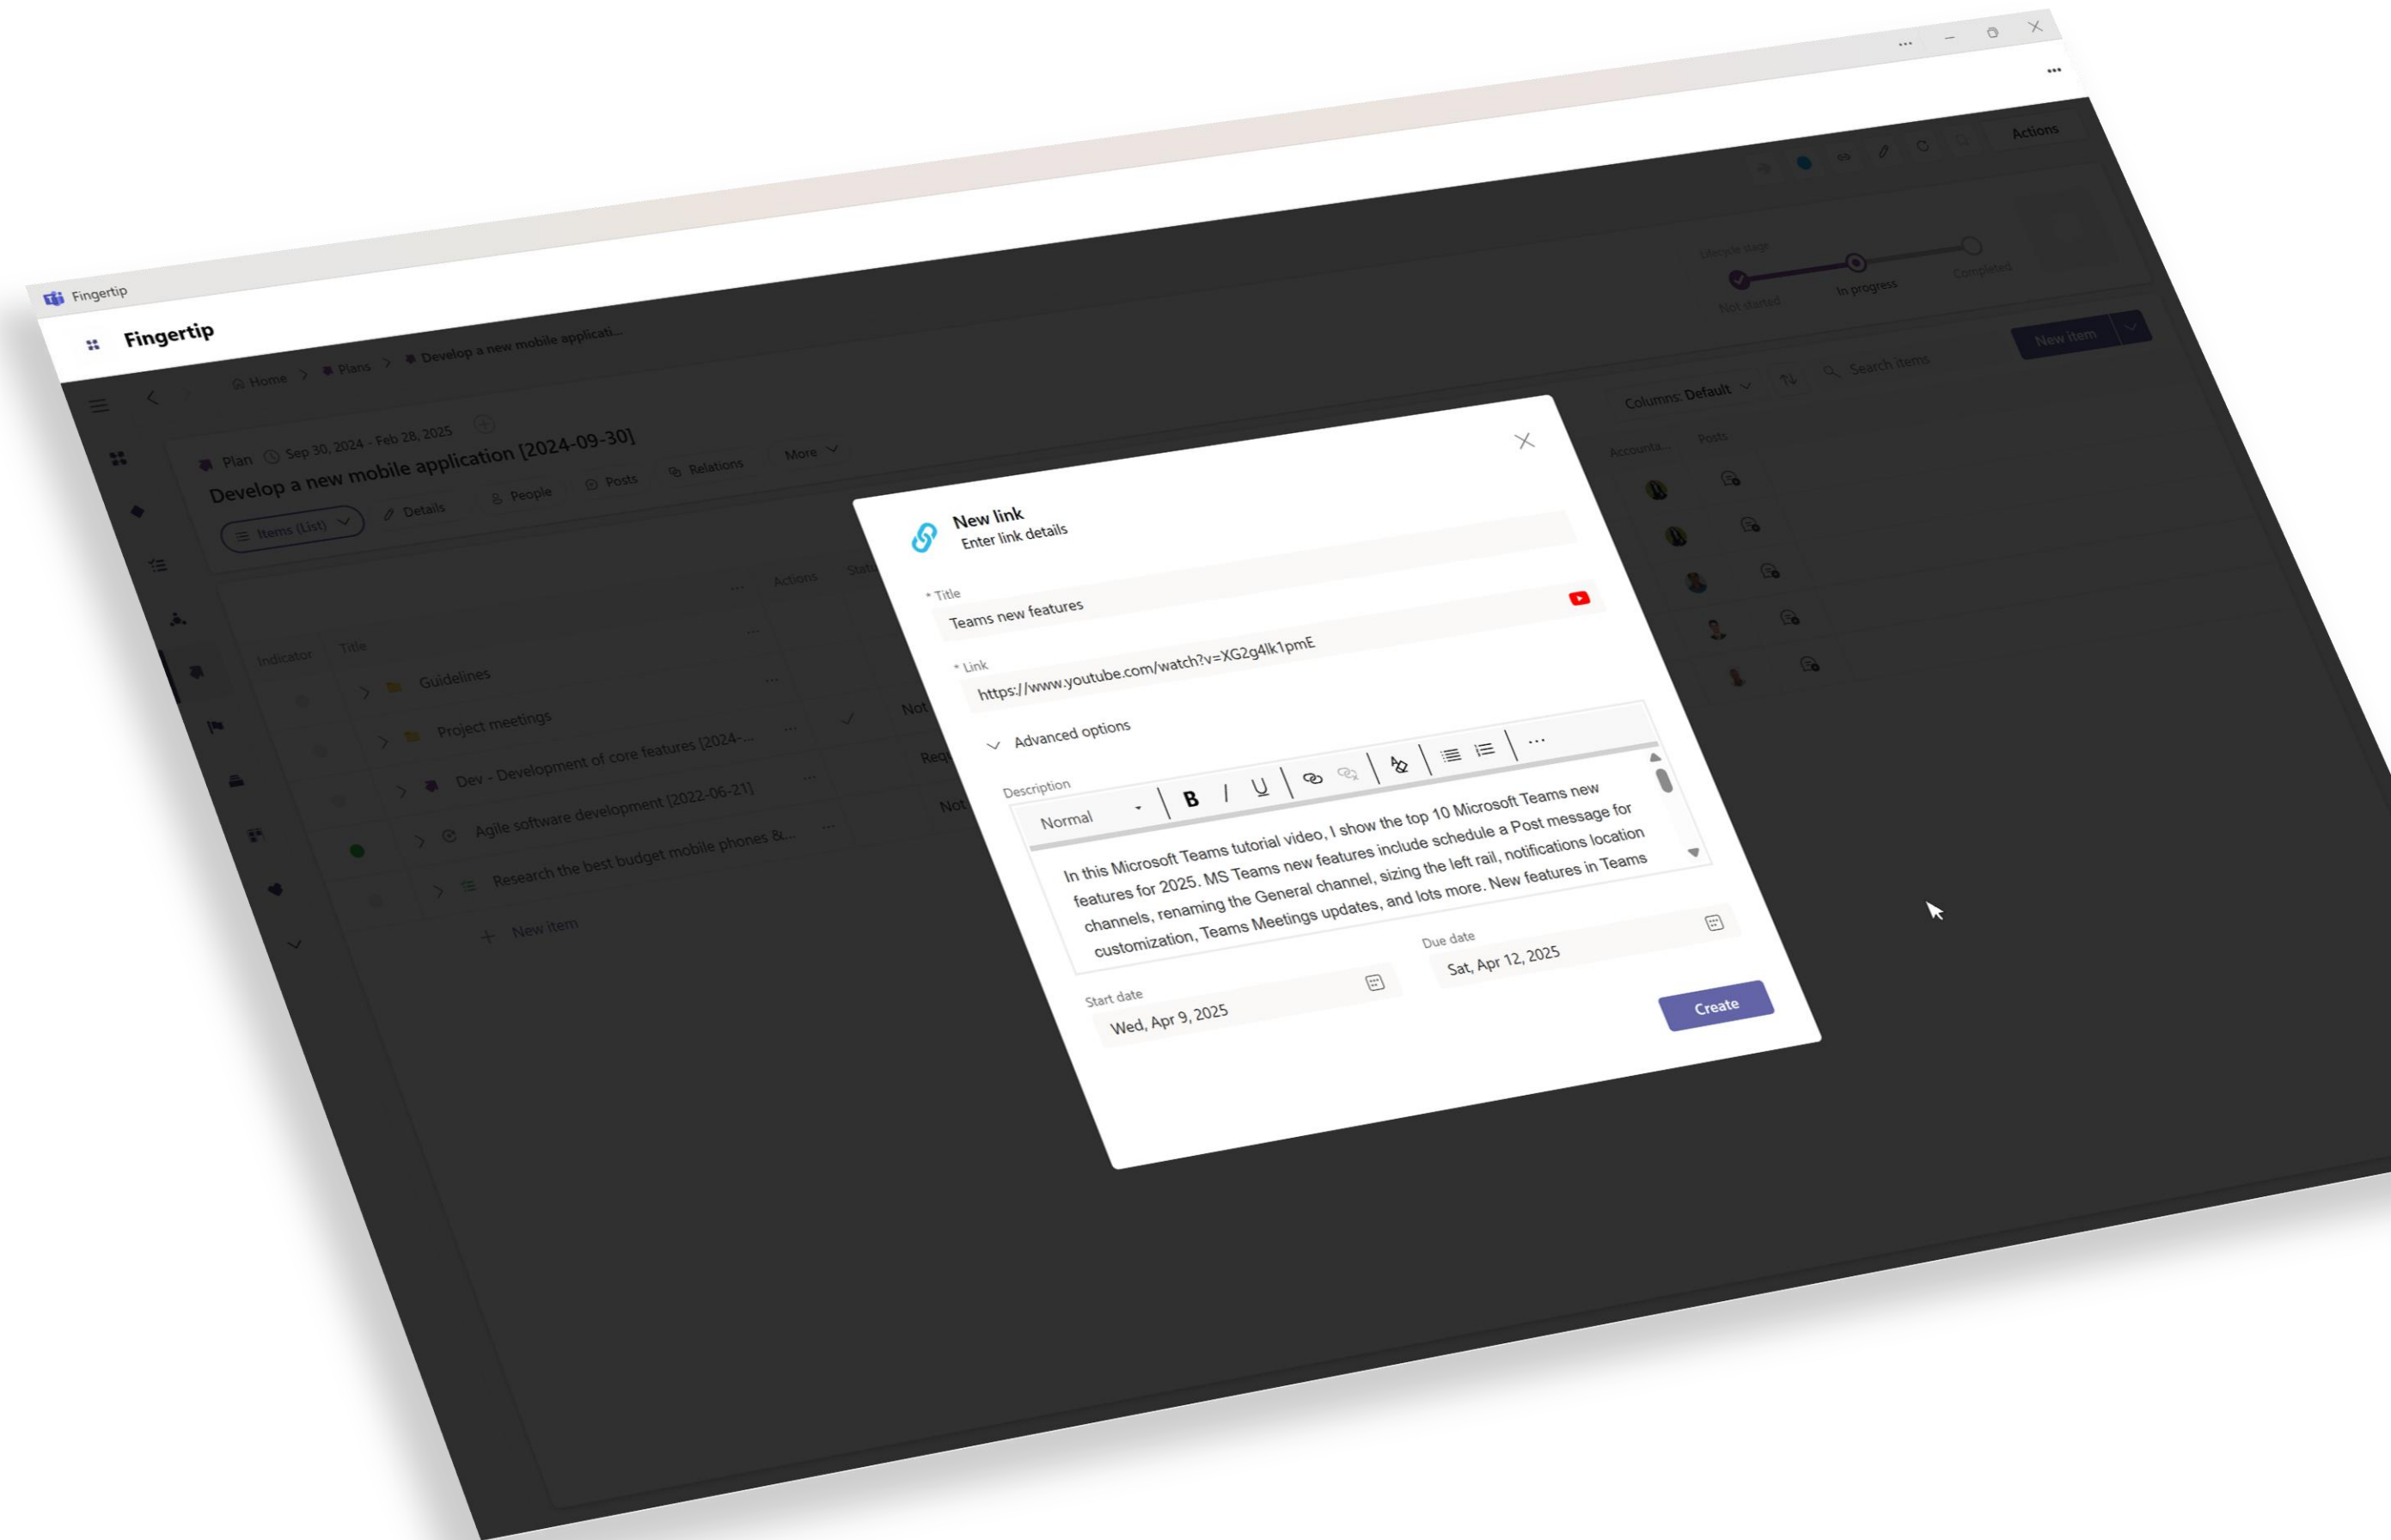 Fingertip
Fingertip
Home > Plans > Develop a new mobile applicati...
Actions
Plan Sep 30, 2024 - Feb 28, 2025
Develop a new mobile application [2024-09-30]
Items (List) Details People Posts Relations More
Lifecycle stage
Not started In progress Completed
Columns: Default Search items New item
Indicator Title Actions Statu
Accounta... Posts
Guidelines
Project meetings
Dev - Development of core features [2024-... Not
Agile software development [2022-06-21] Requ
Research the best budget mobile phones &... Not
New item
New link
Enter link details
* Title
Teams new features
* Link
https://www.youtube.com/watch?v=XG2g4lk1pmE
Advanced options
Description
Normal B I U
In this Microsoft Teams tutorial video, I show the top 10 Microsoft Teams new
features for 2025. MS Teams new features include schedule a Post message for
channels, renaming the General channel, sizing the left rail, notifications location
customization, Teams Meetings updates, and lots more. New features in Teams
Start date Due date
Wed, Apr 9, 2025 Sat, Apr 12, 2025
Create